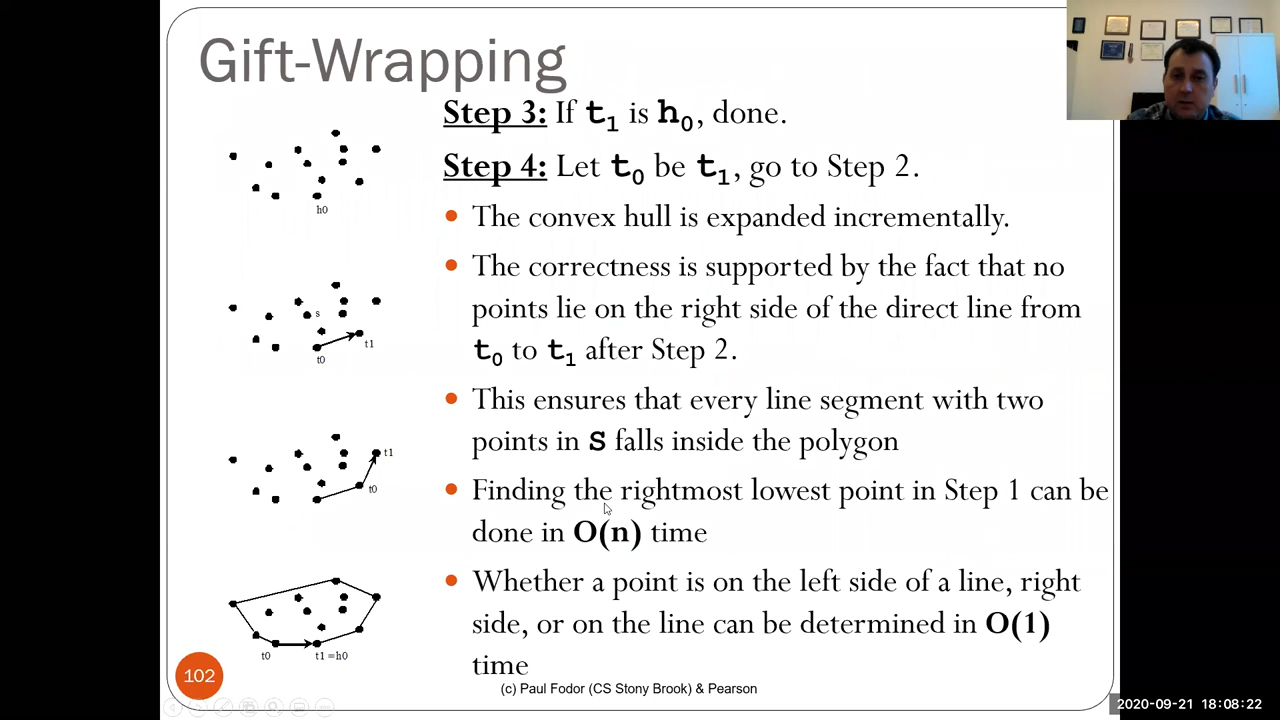 Gift-Wrapping
Step 3: If t1 is h0, done.
Step 4: Let t0 be t1, go to Step 2.
• The convex hull is expanded incrementally.
• The correctness is supported by the fact that no
points lie on the right side of the direct line from
t0 to t1 after Step 2.
• This ensures that every line segment with two
points in S falls inside the polygon
• Finding the rightmost lowest point in Step 1 can be
done in O(n) time
• Whether a point is on the left side of a line, right
side, or on the line can be determined in O(1)
time
h0
s
t1
t0
t1
t0
t0
t1 =h0
102
(c) Paul Fodor (CS Stony Brook) & Pearson
2020-09-21 18:08:22